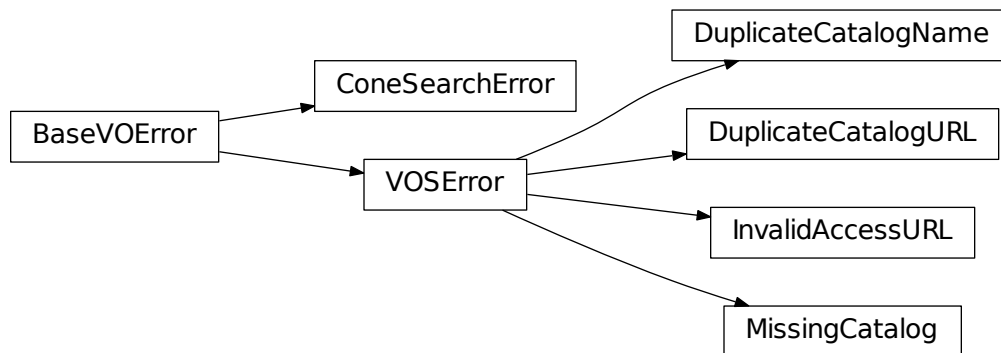 DuplicateCatalogName
ConeSearchError
BaseVOError
DuplicateCatalogURL
VOSError
InvalidAccessURL
MissingCatalog